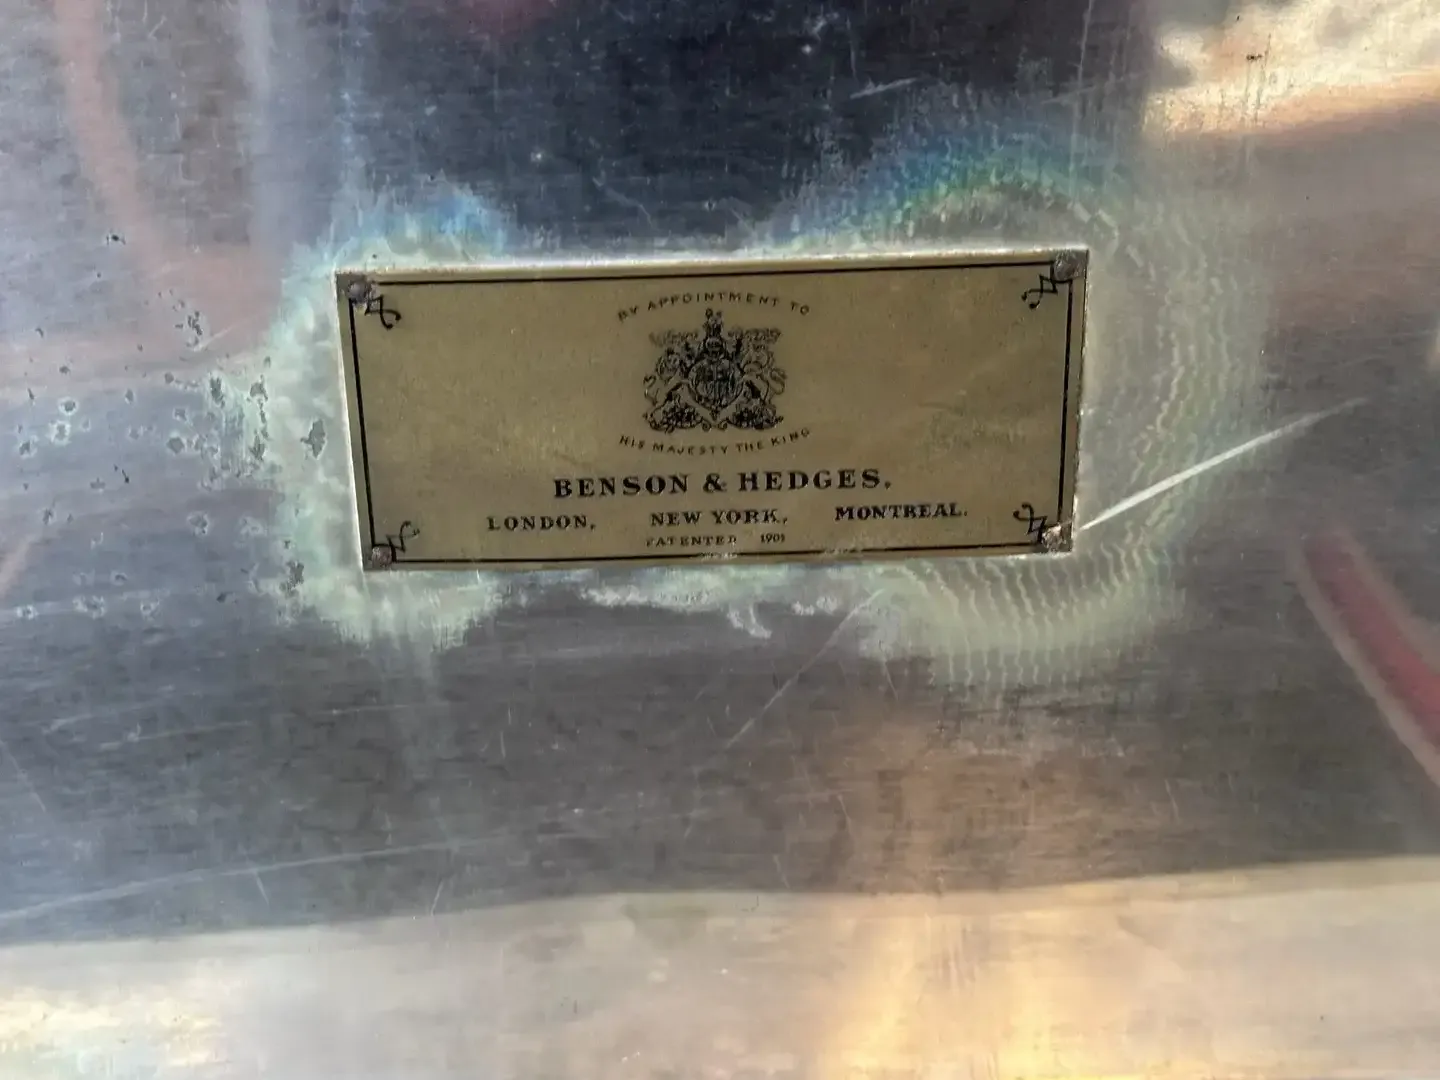 BY APPOINTMENT TO
HIS MAJESTY THE KING
BENSON & HEDGES.
LONDON, NEW YORK, MONTREAL.
PATENTED 1901